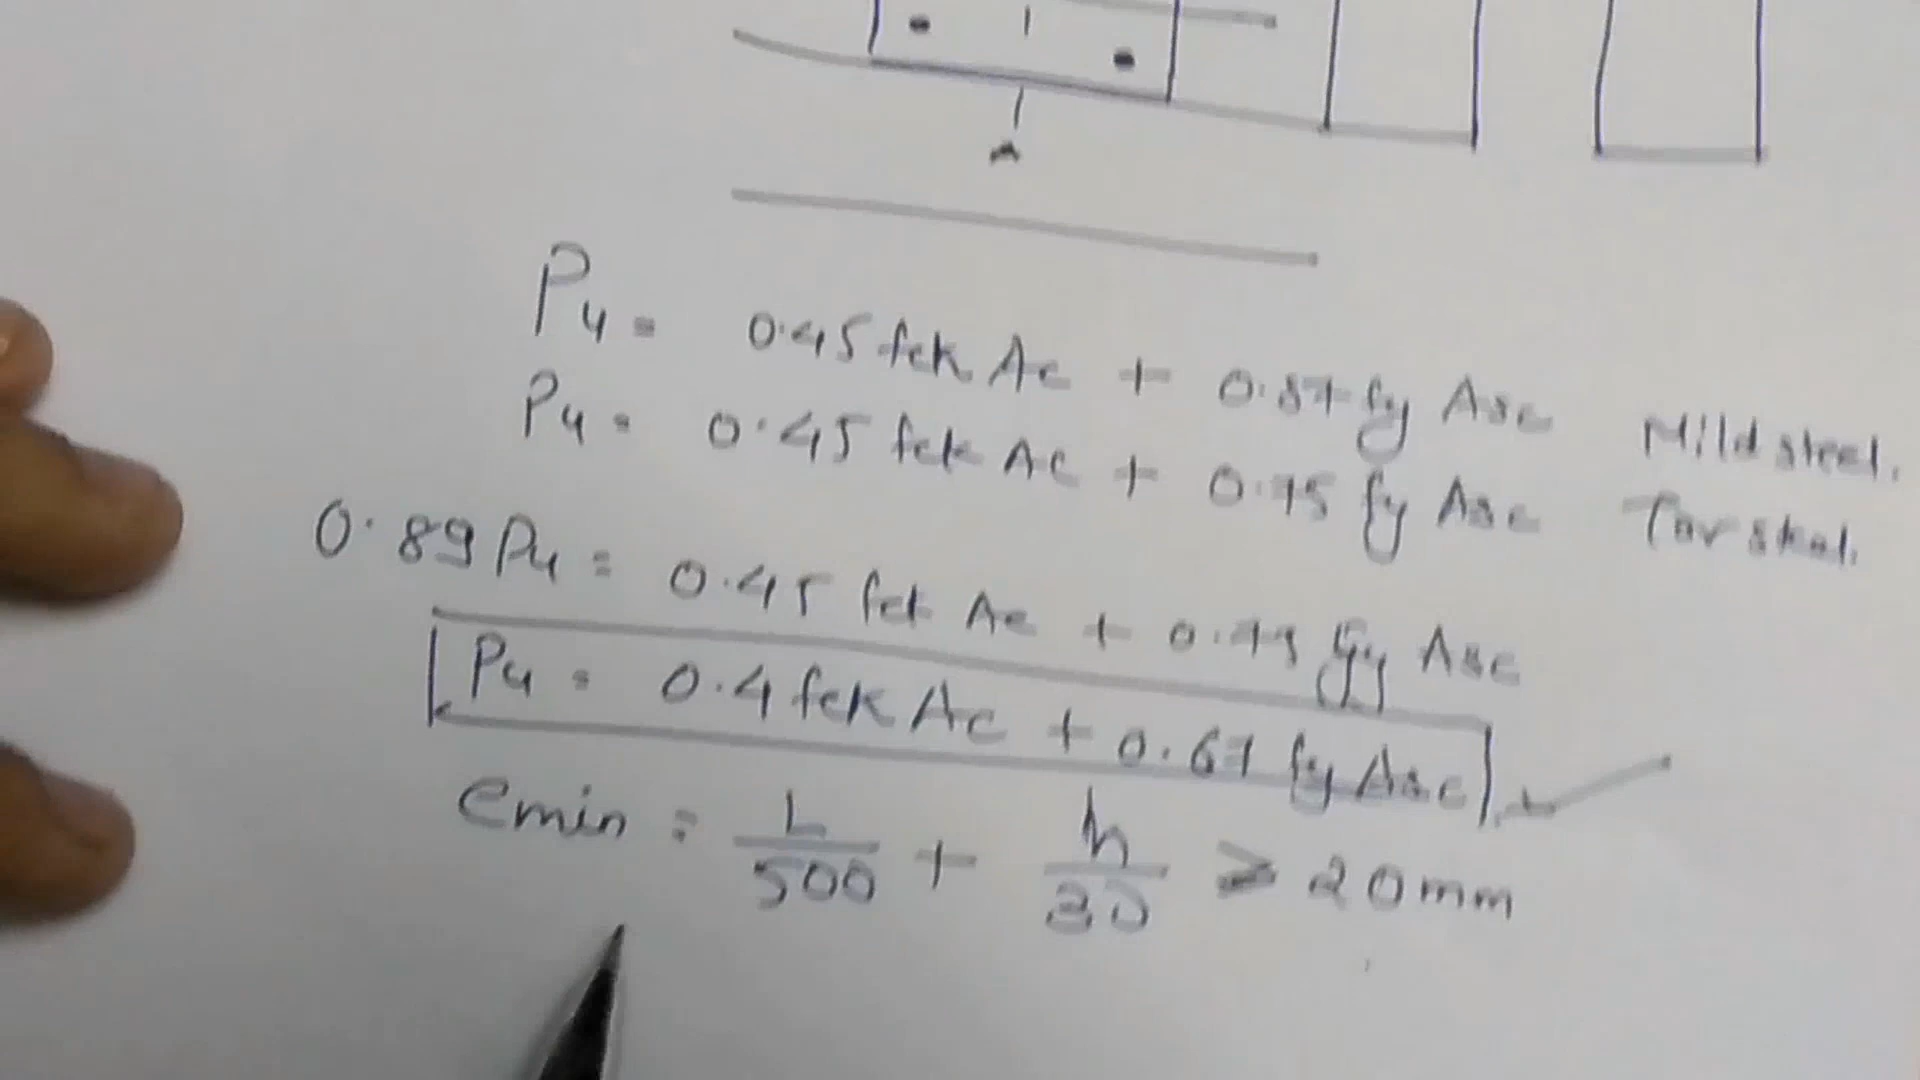 A
Pu = 0.45 fck Ac + 0.87 fy Asc Mild steel.
Pu = 0.45 fck Ac + 0.75 fy Asc Tor steel.
0.89 Pu = 0.45 fck Ac + 0.75 fy Asc
Pu = 0.4 fck Ac + 0.67 fy Asc
emin = L/500 + h/30 > 20mm